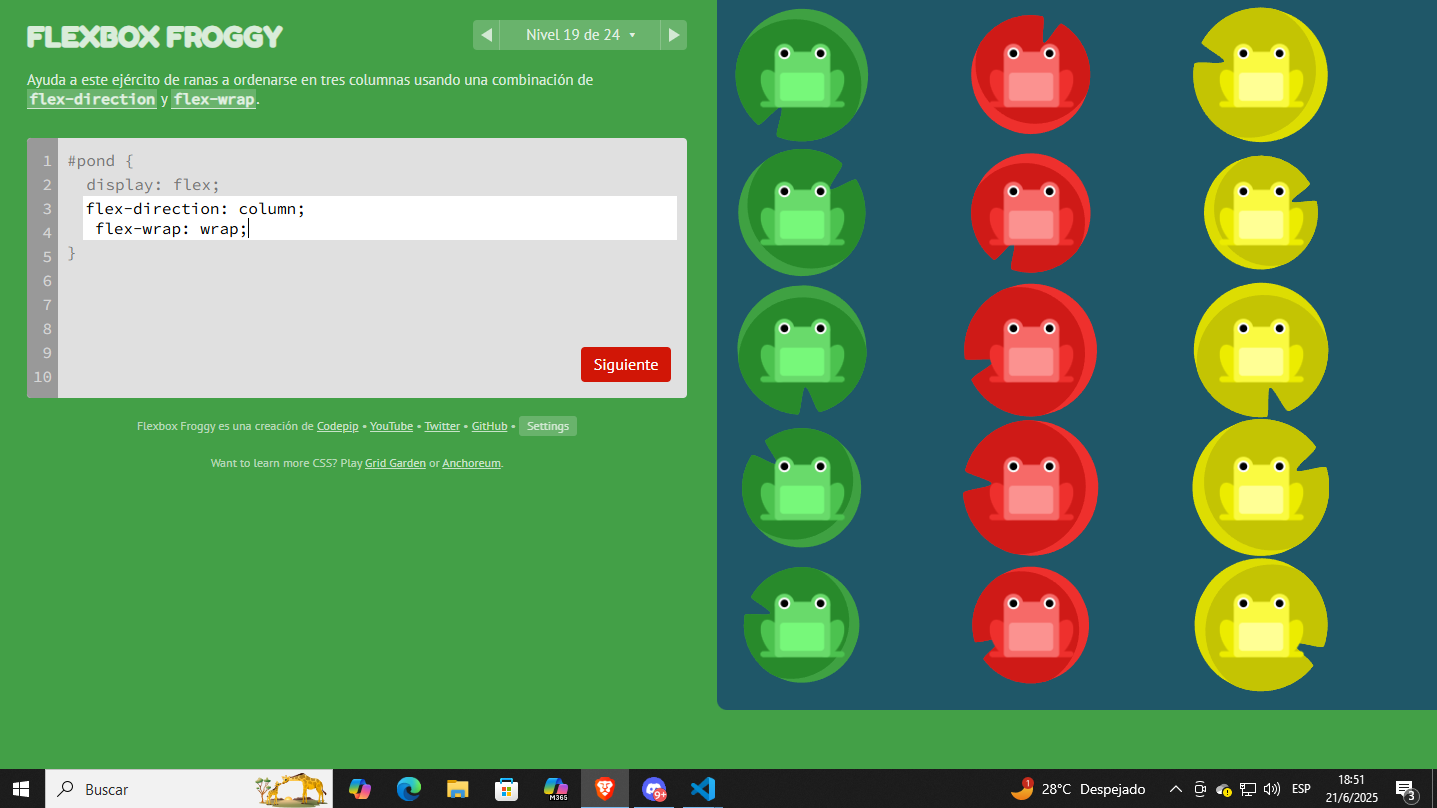 FLEXBOX FROGGY
Nivel 19 de 24
Ayuda a este ejército de ranas a ordenarse en tres columnas usando una combinación de
flex-direction y flex-wrap.
1 #pond {
2 display: flex;
3 flex-direction: column;
4 flex-wrap: wrap;
5 }
6
7
8
9
10
Siguiente
Flexbox Froggy es una creación de Codepip • YouTube • Twitter • GitHub • Settings
Want to learn more CSS? Play Grid Garden or Anchoreum.
Buscar
M365
9+
1
28°C Despejado
ESP
18:51
21/6/2025
3